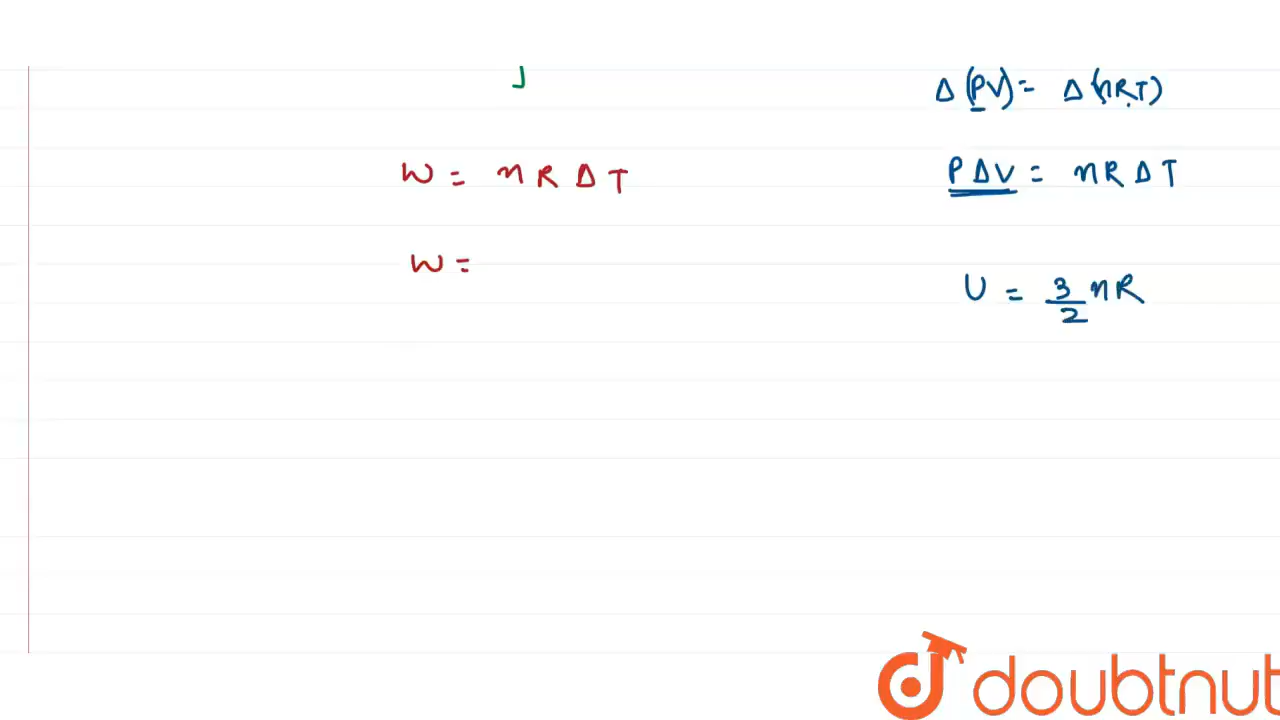 Δ (PV) = Δ (nRT)
W = nRΔT
PΔV = nRΔT
W =
U = 3/2 nR
doubtnut